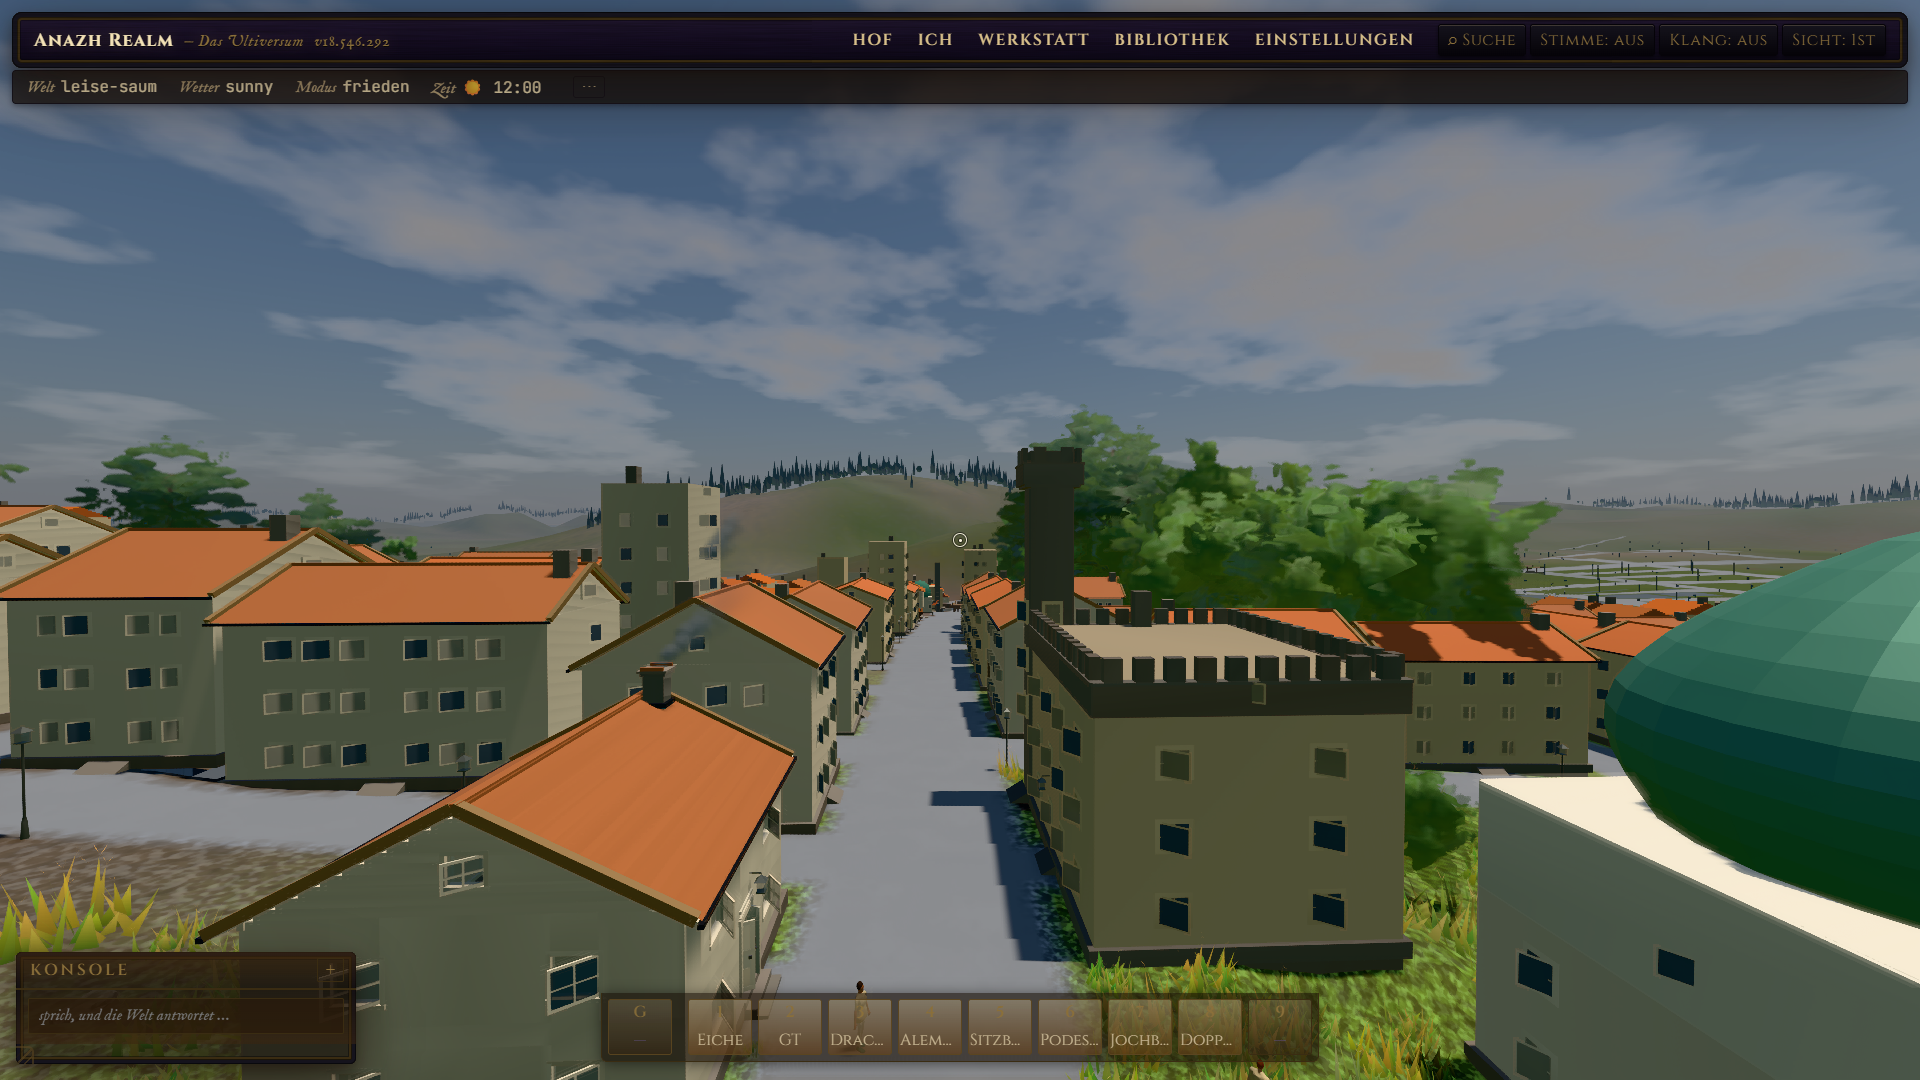 Anazh Realm — Das Ultiversum v18.546.292
HOF ICH WERKSTATT BIBLIOTHEK EINSTELLUNGEN ⌕ SUCHE STIMME: AUS KLANG: AUS SICHT: IST
Welt leise-saum Wetter sunny Modus frieden Zeit 12:00 ...
KONSOLE +
sprich, und die Welt antwortet ...
G 9
— EICHE GT DRAC... ALEM... SITZB... PODES... JOCHB... DOPP... —